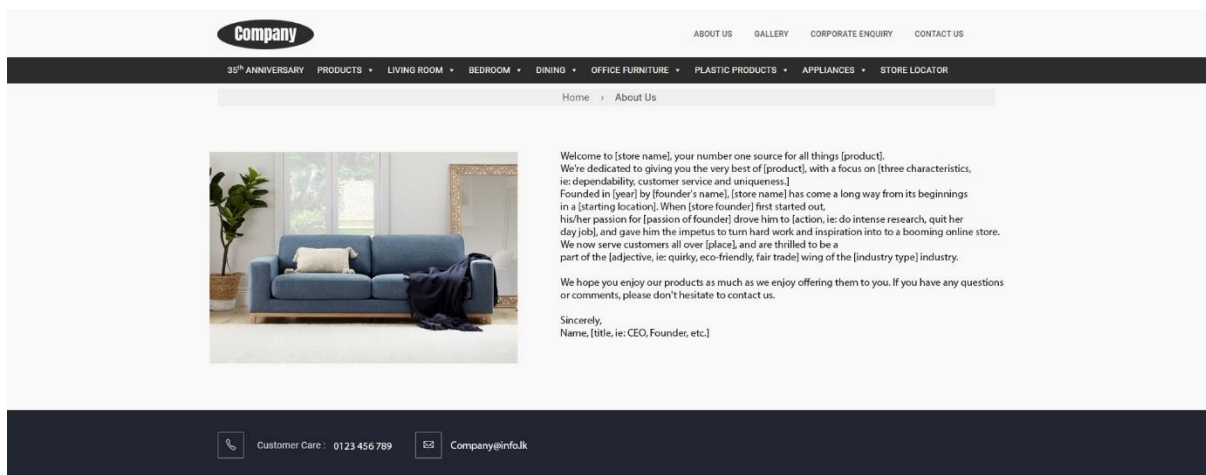 Company
ABOUT US GALLERY CORPORATE ENQUIRY CONTACT US
35th ANNIVERSARY PRODUCTS LIVING ROOM BEDROOM DINING OFFICE FURNITURE PLASTIC PRODUCTS APPLIANCES STORE LOCATOR
Home › About Us
Welcome to [store name], your number one source for all things [product].
We're dedicated to giving you the very best of [product], with a focus on [three characteristics,
ie: dependability, customer service and uniqueness.]
Founded in [year] by [founder's name], [store name] has come a long way from its beginnings
in a [starting location]. When [store founder] first started out,
his/her passion for [passion of founder] drove him to [action, ie: do intense research, quit her
day job], and gave him the impetus to turn hard work and inspiration into to a booming online store.
We now serve customers all over [place], and are thrilled to be a
part of the [adjective, ie: quirky, eco-friendly, fair trade] wing of the [industry type] industry.
We hope you enjoy our products as much as we enjoy offering them to you. If you have any questions
or comments, please don't hesitate to contact us.
Sincerely,
Name, [title, ie: CEO, Founder, etc.]
Customer Care : 0123 456 789 Company@info.lk